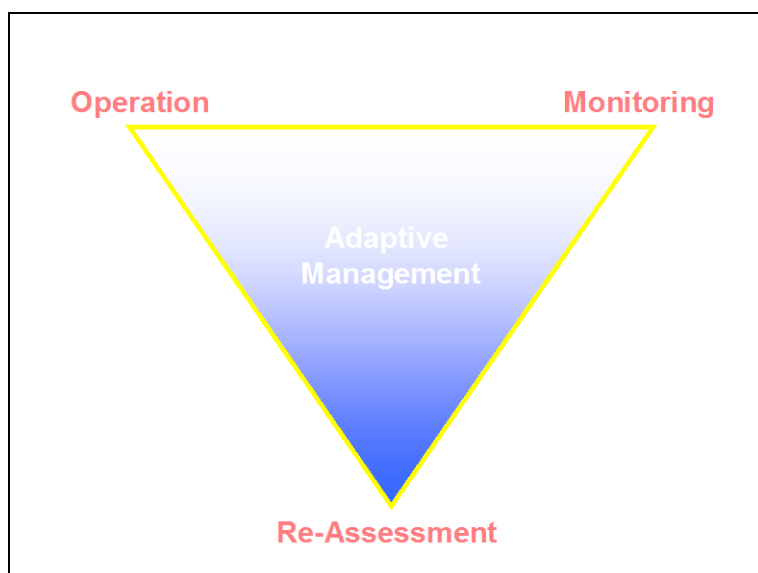 Operation
Monitoring
Adaptive
Management
Re-Assessment